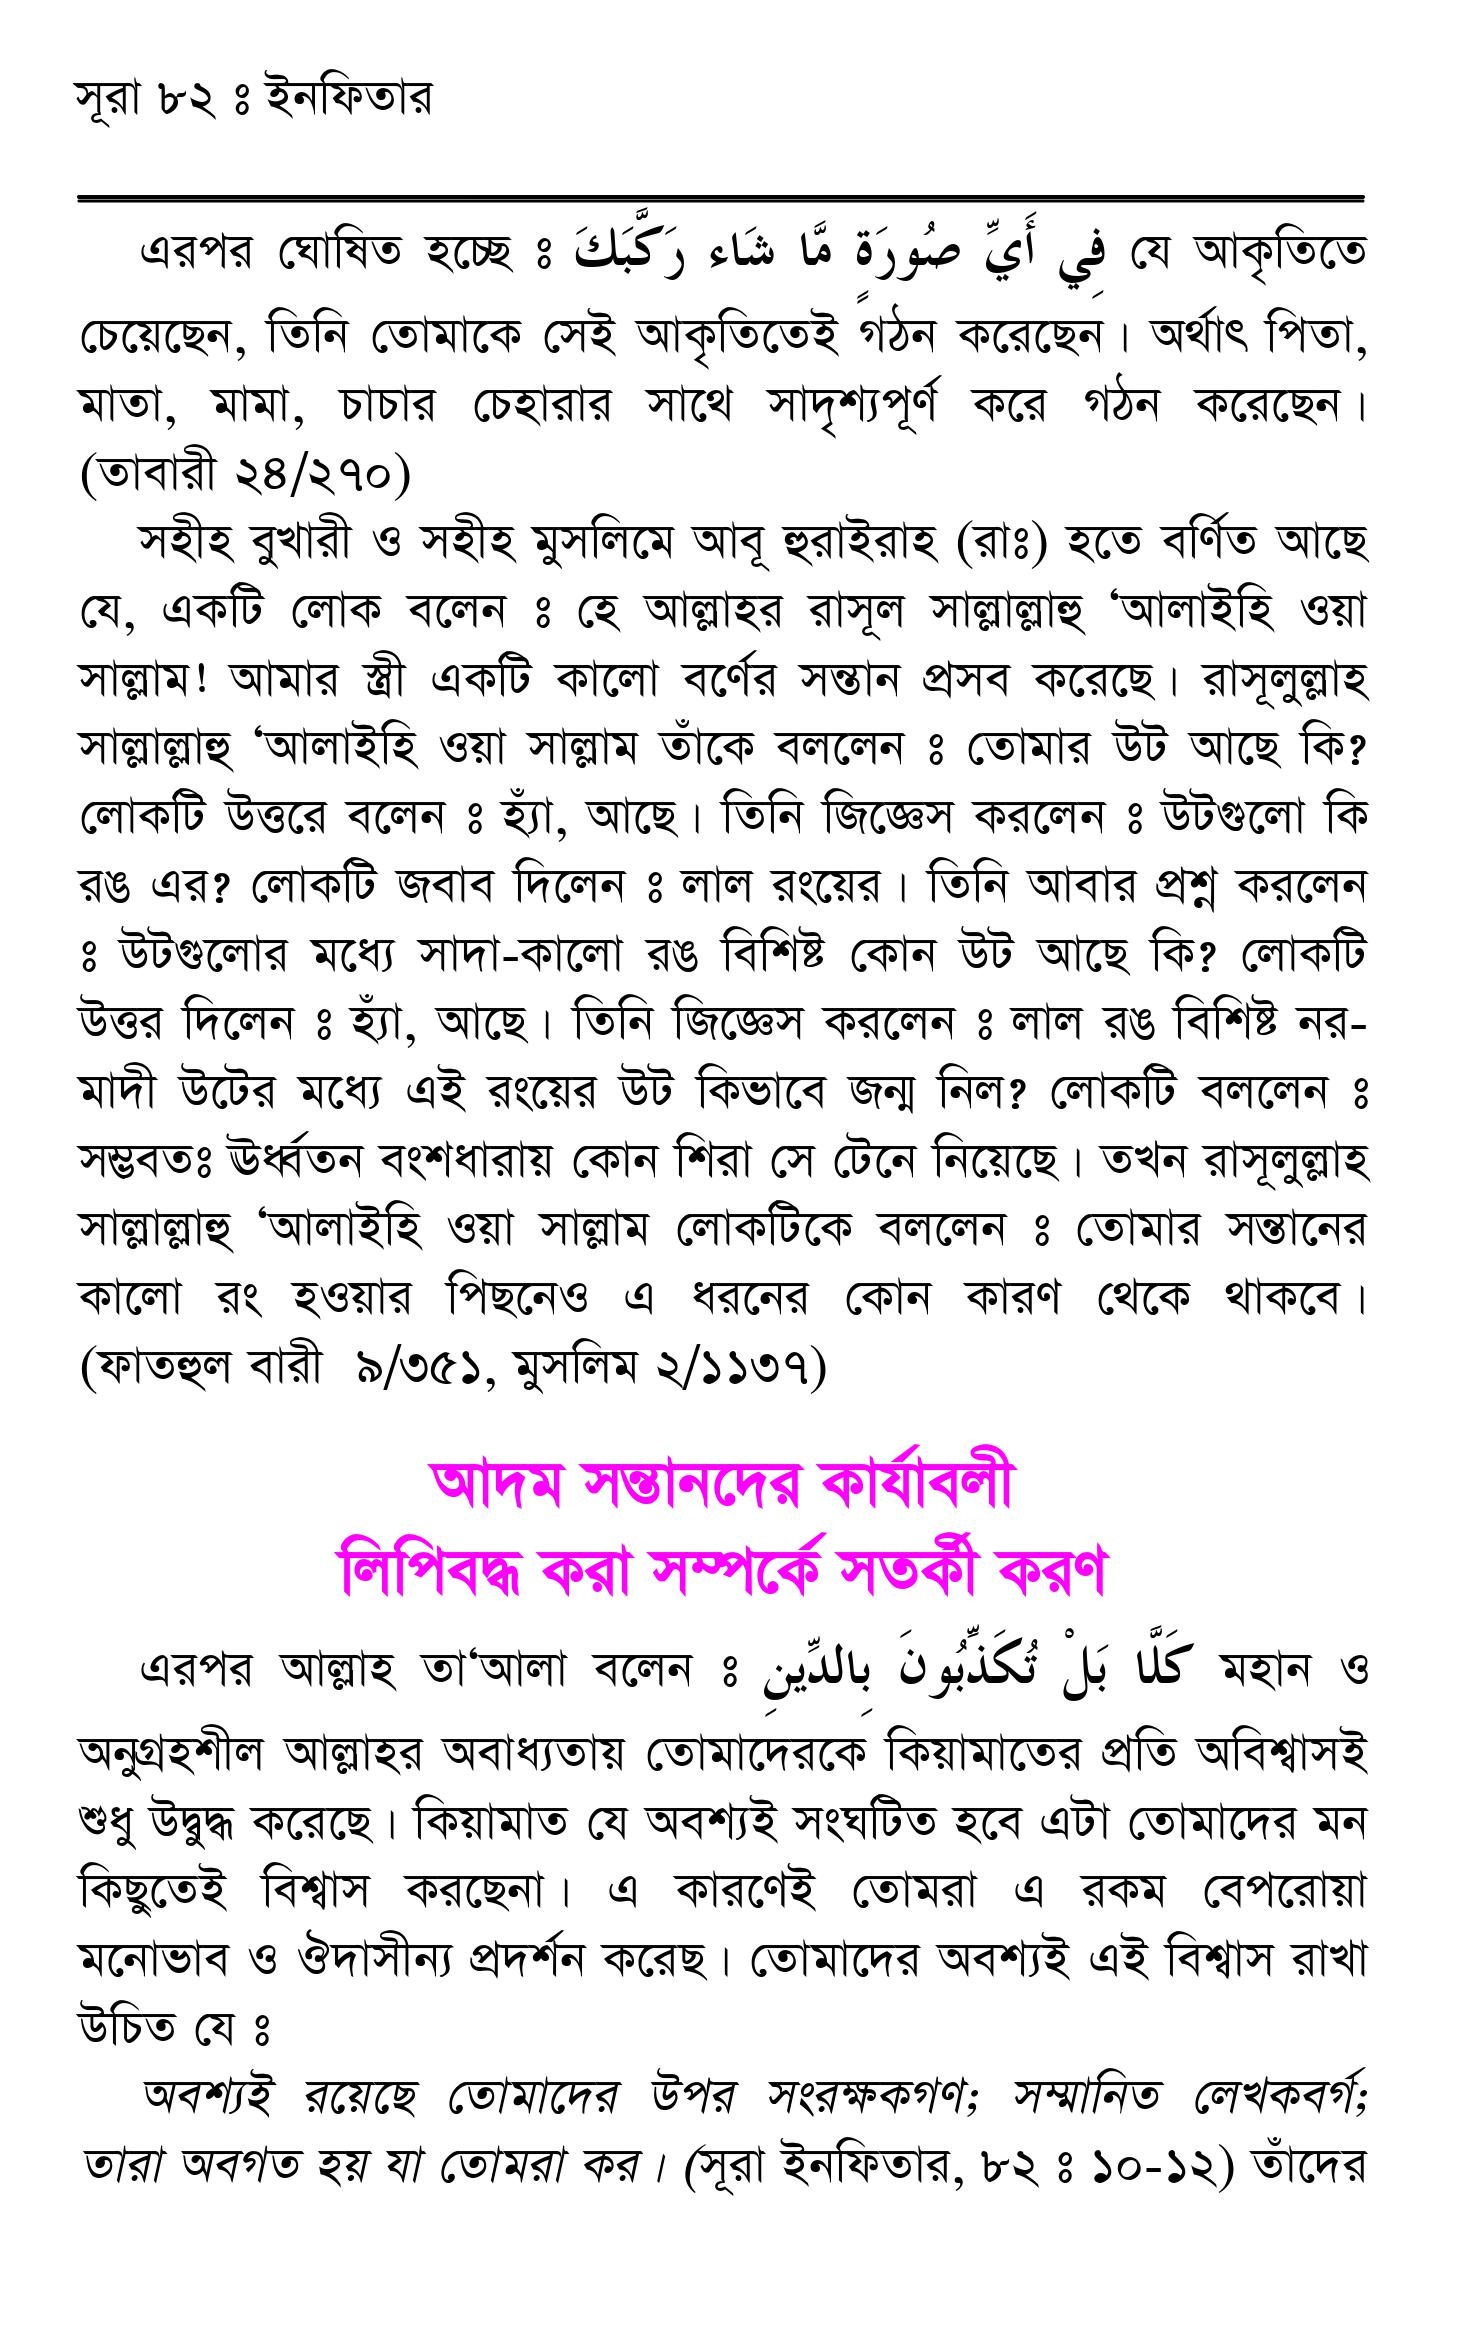 সূরা ৮২ ঃ ইনফিতার
এরপর ঘোষিত হচ্ছে ঃ فِي أَيِّ صُورَةٍ مَّا شَاء رَكَّبَكَ যে আকৃতিতে
চেয়েছেন, তিনি তোমাকে সেই আকৃতিতেই গঠন করেছেন। অর্থাৎ পিতা,
মাতা, মামা, চাচার চেহারার সাথে সাদৃশ্যপূর্ণ করে গঠন করেছেন।
(তাবারী ২৪/২৭০)
সহীহ বুখারী ও সহীহ মুসলিমে আবূ হুরাইরাহ (রাঃ) হতে বর্ণিত আছে
যে, একটি লোক বলেন ঃ হে আল্লাহর রাসূল সাল্লাল্লাহু ‘আলাইহি ওয়া
সাল্লাম! আমার স্ত্রী একটি কালো বর্ণের সন্তান প্রসব করেছে। রাসূলুল্লাহ
সাল্লাল্লাহু ‘আলাইহি ওয়া সাল্লাম তাঁকে বললেন ঃ তোমার উট আছে কি?
লোকটি উত্তরে বলেন ঃ হ্যাঁ, আছে। তিনি জিজ্ঞেস করলেন ঃ উটগুলো কি
রঙ এর? লোকটি জবাব দিলেন ঃ লাল রংয়ের। তিনি আবার প্রশ্ন করলেন
ঃ উটগুলোর মধ্যে সাদা-কালো রঙ বিশিষ্ট কোন উট আছে কি? লোকটি
উত্তর দিলেন ঃ হ্যাঁ, আছে। তিনি জিজ্ঞেস করলেন ঃ লাল রঙ বিশিষ্ট নর-
মাদী উটের মধ্যে এই রংয়ের উট কিভাবে জন্ম নিল? লোকটি বললেন ঃ
সম্ভবতঃ ঊর্ধ্বতন বংশধারায় কোন শিরা সে টেনে নিয়েছে। তখন রাসূলুল্লাহ
সাল্লাল্লাহু ‘আলাইহি ওয়া সাল্লাম লোকটিকে বললেন ঃ তোমার সন্তানের
কালো রং হওয়ার পিছনেও এ ধরনের কোন কারণ থেকে থাকবে।
(ফাতহুল বারী ৯/৩৫১, মুসলিম ২/১১৩৭)
আদম সন্তানদের কার্যাবলী
লিপিবদ্ধ করা সম্পর্কে সতর্কী করণ
এরপর আল্লাহ তা‘আলা বলেন ঃ كَلَّا بَلْ تُكَذِّبُونَ بِالدِّينِ মহান ও
অনুগ্রহশীল আল্লাহর অবাধ্যতায় তোমাদেরকে কিয়ামাতের প্রতি অবিশ্বাসই
শুধু উদ্বুদ্ধ করেছে। কিয়ামাত যে অবশ্যই সংঘটিত হবে এটা তোমাদের মন
কিছুতেই বিশ্বাস করছেনা। এ কারণেই তোমরা এ রকম বেপরোয়া
মনোভাব ও ঔদাসীন্য প্রদর্শন করেছ। তোমাদের অবশ্যই এই বিশ্বাস রাখা
উচিত যে ঃ
অবশ্যই রয়েছে তোমাদের উপর সংরক্ষকগণ; সম্মানিত লেখকবর্গ;
তারা অবগত হয় যা তোমরা কর। (সূরা ইনফিতার, ৮২ ঃ ১০-১২) তাঁদের